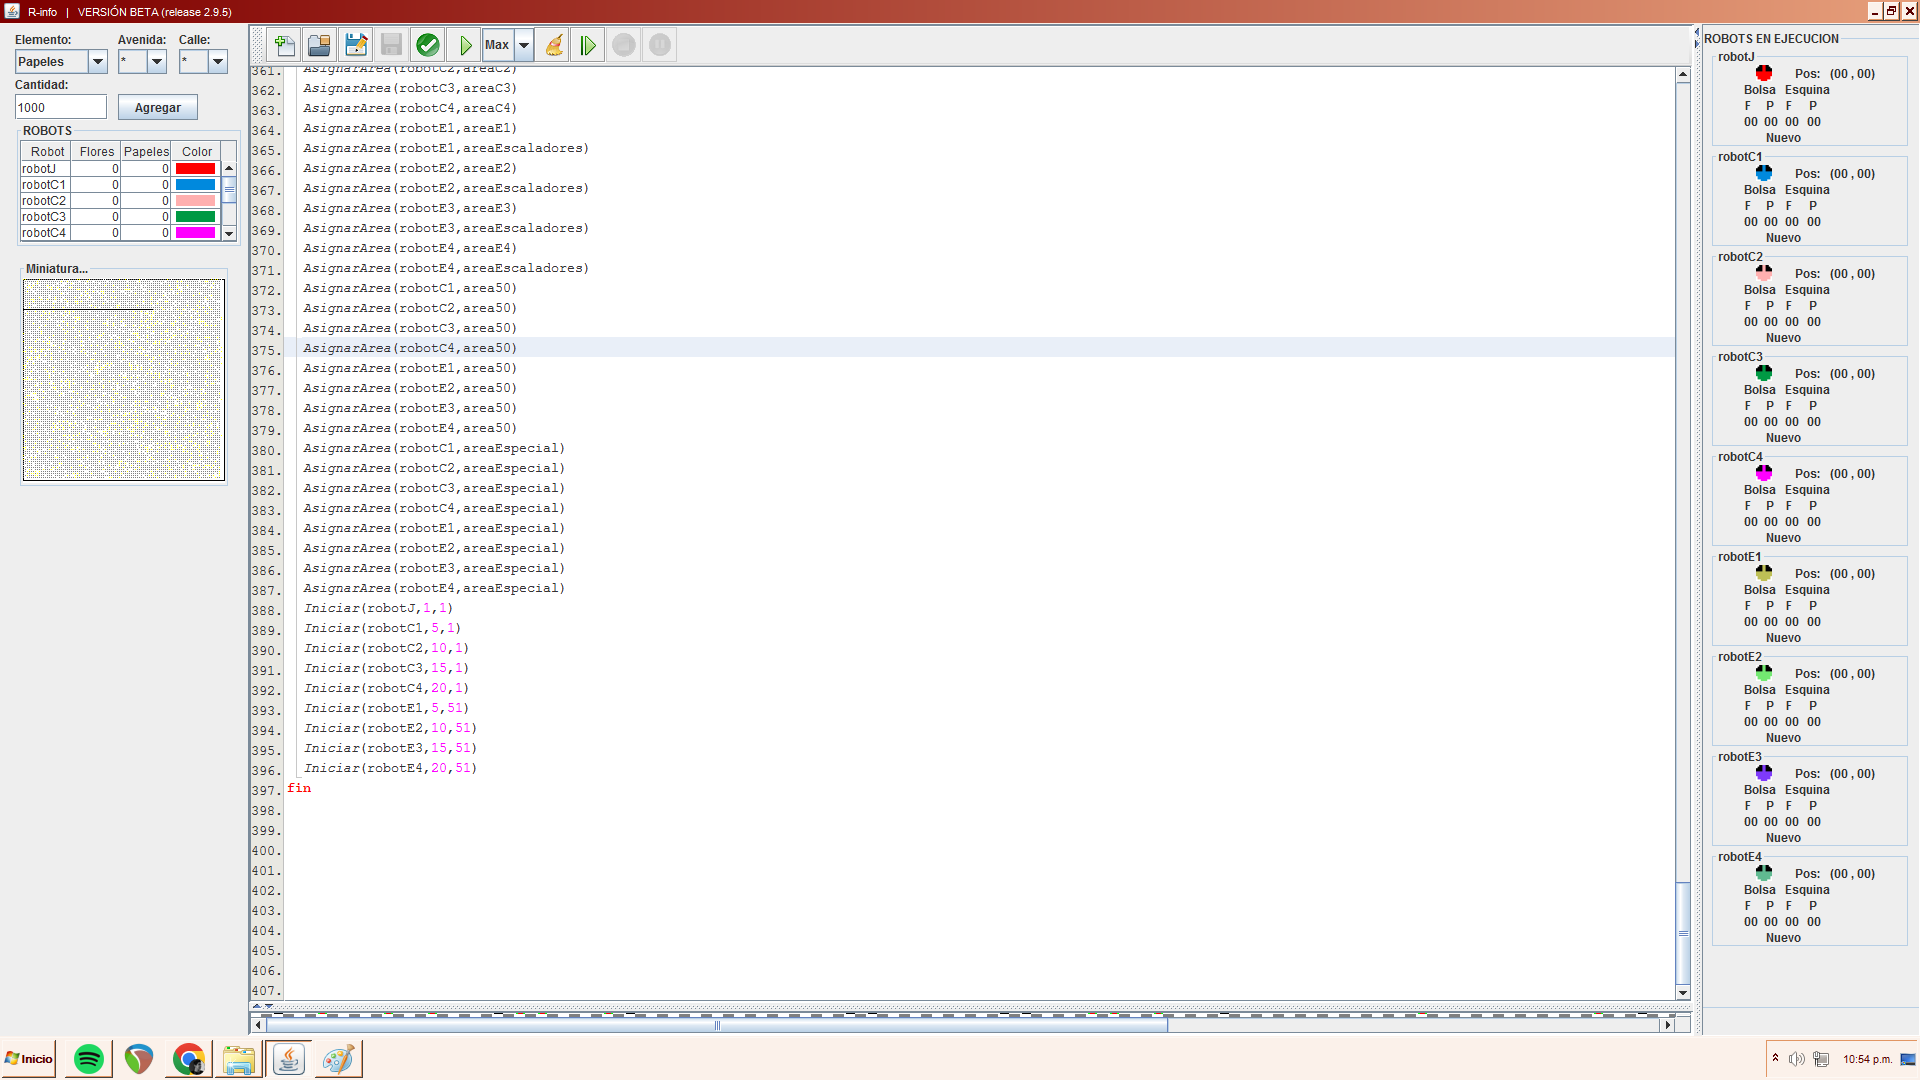 R-info | VERSIÓN BETA (release 2.9.5)
Elemento: Avenida: Calle:
Papeles * *
Cantidad:
1000 Agregar
ROBOTS
Robot Flores Papeles Color
robotJ 0 0
robotC1 0 0
robotC2 0 0
robotC3 0 0
robotC4 0 0
Miniatura...
Max
361. AsignarArea(robotC2,areaC2)
362. AsignarArea(robotC3,areaC3)
363. AsignarArea(robotC4,areaC4)
364. AsignarArea(robotE1,areaE1)
365. AsignarArea(robotE1,areaEscaladores)
366. AsignarArea(robotE2,areaE2)
367. AsignarArea(robotE2,areaEscaladores)
368. AsignarArea(robotE3,areaE3)
369. AsignarArea(robotE3,areaEscaladores)
370. AsignarArea(robotE4,areaE4)
371. AsignarArea(robotE4,areaEscaladores)
372. AsignarArea(robotC1,area50)
373. AsignarArea(robotC2,area50)
374. AsignarArea(robotC3,area50)
375. AsignarArea(robotC4,area50)
376. AsignarArea(robotE1,area50)
377. AsignarArea(robotE2,area50)
378. AsignarArea(robotE3,area50)
379. AsignarArea(robotE4,area50)
380. AsignarArea(robotC1,areaEspecial)
381. AsignarArea(robotC2,areaEspecial)
382. AsignarArea(robotC3,areaEspecial)
383. AsignarArea(robotC4,areaEspecial)
384. AsignarArea(robotE1,areaEspecial)
385. AsignarArea(robotE2,areaEspecial)
386. AsignarArea(robotE3,areaEspecial)
387. AsignarArea(robotE4,areaEspecial)
388. Iniciar(robotJ,1,1)
389. Iniciar(robotC1,5,1)
390. Iniciar(robotC2,10,1)
391. Iniciar(robotC3,15,1)
392. Iniciar(robotC4,20,1)
393. Iniciar(robotE1,5,51)
394. Iniciar(robotE2,10,51)
395. Iniciar(robotE3,15,51)
396. Iniciar(robotE4,20,51)
397. fin
398.
399.
400.
401.
402.
403.
404.
405.
406.
407.
ROBOTS EN EJECUCION
robotJ
Pos: (00 , 00)
Bolsa Esquina
F P F P
00 00 00 00
Nuevo
robotC1
Pos: (00 , 00)
Bolsa Esquina
F P F P
00 00 00 00
Nuevo
robotC2
Pos: (00 , 00)
Bolsa Esquina
F P F P
00 00 00 00
Nuevo
robotC3
Pos: (00 , 00)
Bolsa Esquina
F P F P
00 00 00 00
Nuevo
robotC4
Pos: (00 , 00)
Bolsa Esquina
F P F P
00 00 00 00
Nuevo
robotE1
Pos: (00 , 00)
Bolsa Esquina
F P F P
00 00 00 00
Nuevo
robotE2
Pos: (00 , 00)
Bolsa Esquina
F P F P
00 00 00 00
Nuevo
robotE3
Pos: (00 , 00)
Bolsa Esquina
F P F P
00 00 00 00
Nuevo
robotE4
Pos: (00 , 00)
Bolsa Esquina
F P F P
00 00 00 00
Nuevo
Inicio
10:54 p.m.